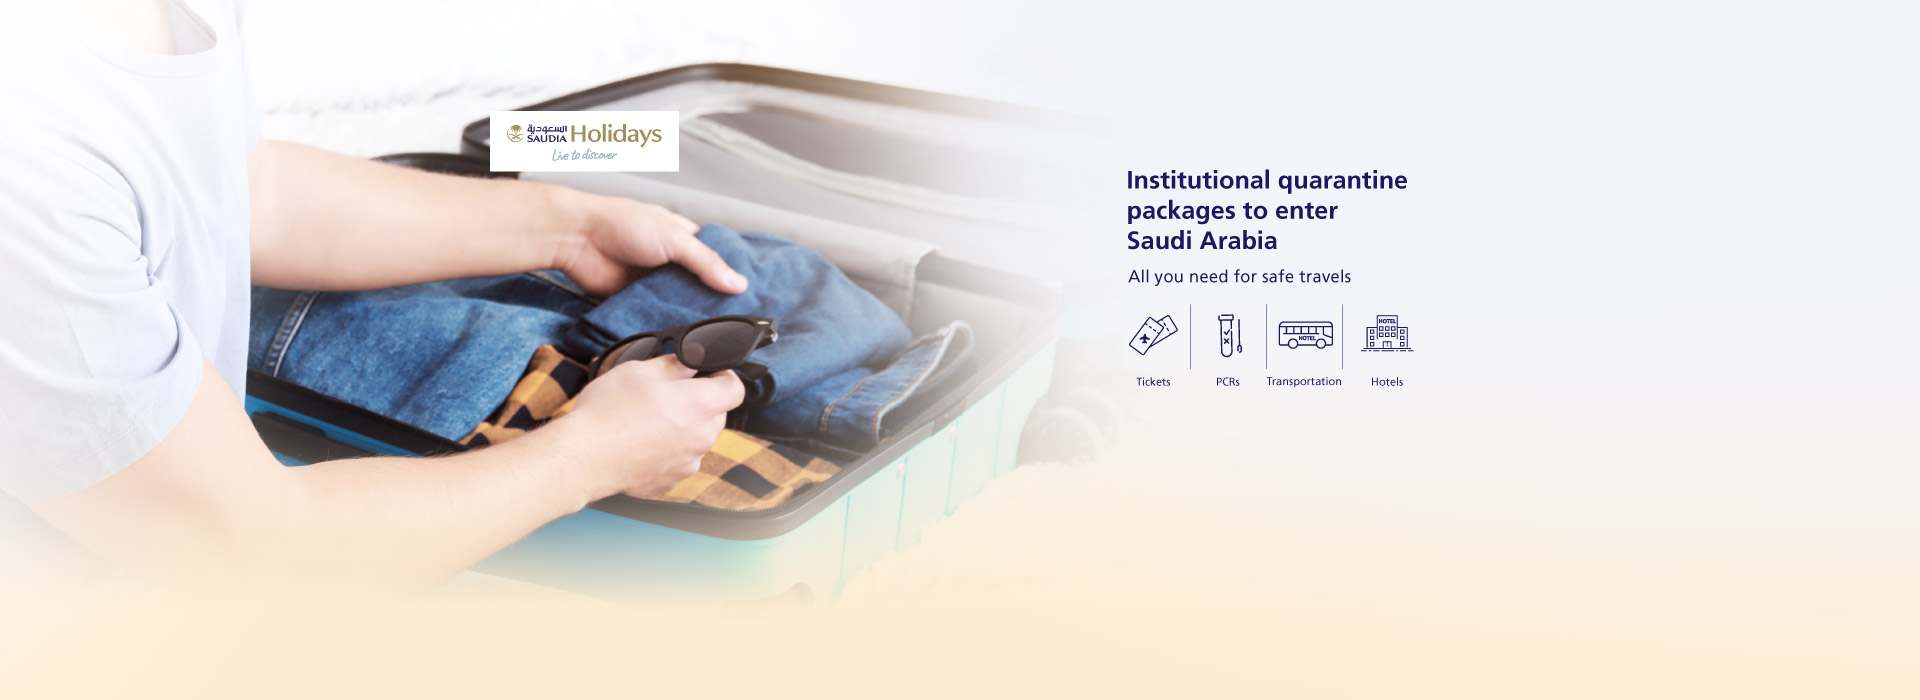 السعودية
SAUDIA Holidays
Live to discover
Institutional quarantine
packages to enter
Saudi Arabia
All you need for safe travels
HOTEL
HOTEL
Tickets
PCRs
Transportation
Hotels